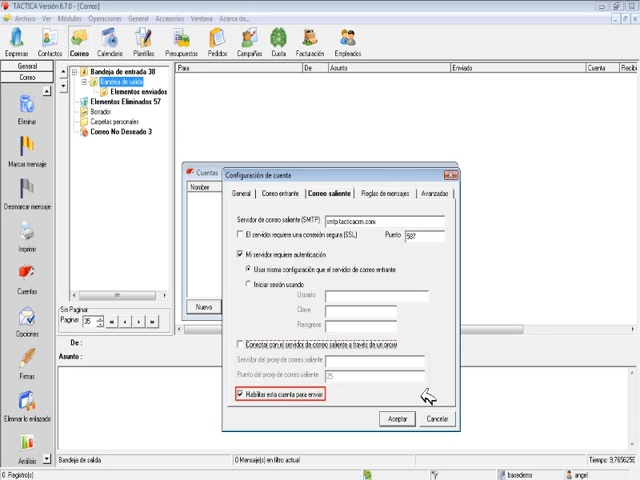 TACTICA Versión 6.7.0 - [Correo]
Archivo Ver Módulos Operaciones General Accesorios Ventana Acerca de...
Empresas Contactos Correo Calendario Plantillas Presupuestos Pedidos Campañas Cuota Facturación Empleados
General
Correo
Eliminar
Marcar mensaje
Desmarcar mensaje
Imprimir
Cuentas
Opciones
Firmas
Eliminar lo enlazado
Análisis
Bandeja de entrada 38
Bandeja de salida
Elementos enviados
Elementos Eliminados 57
Borrador
Carpetas personales
Correo No Deseado 3
Sin Paginar
Paginar 35
Para De Asunto Enviado Cuenta Recibi
Cuentas
Nombre
Nuevo
Configuración de cuenta
General Correo entrante Correo saliente Reglas de mensajes Avanzadas
Servidor de correo saliente (SMTP) smtp.tacticacrm.com
El servidor requiere una conexión segura (SSL) Puerto 587
Mi servidor requiere autenticación
Usar misma configuración que el servidor de correo entrante
Iniciar sesión usando
Usuario
Clave
Reingrese
Conectar con el servidor de correo saliente a través de un proxy
Servidor del proxy de correo saliente
Puerto del proxy de correo saliente 25
Habilitar esta cuenta para enviar
Aceptar Cancelar
De :
Asunto :
Bandeja de salida 0 Mensaje(s) en filtro actual Tiempo: 9,765625E
0 Registro(s) basedemo angel